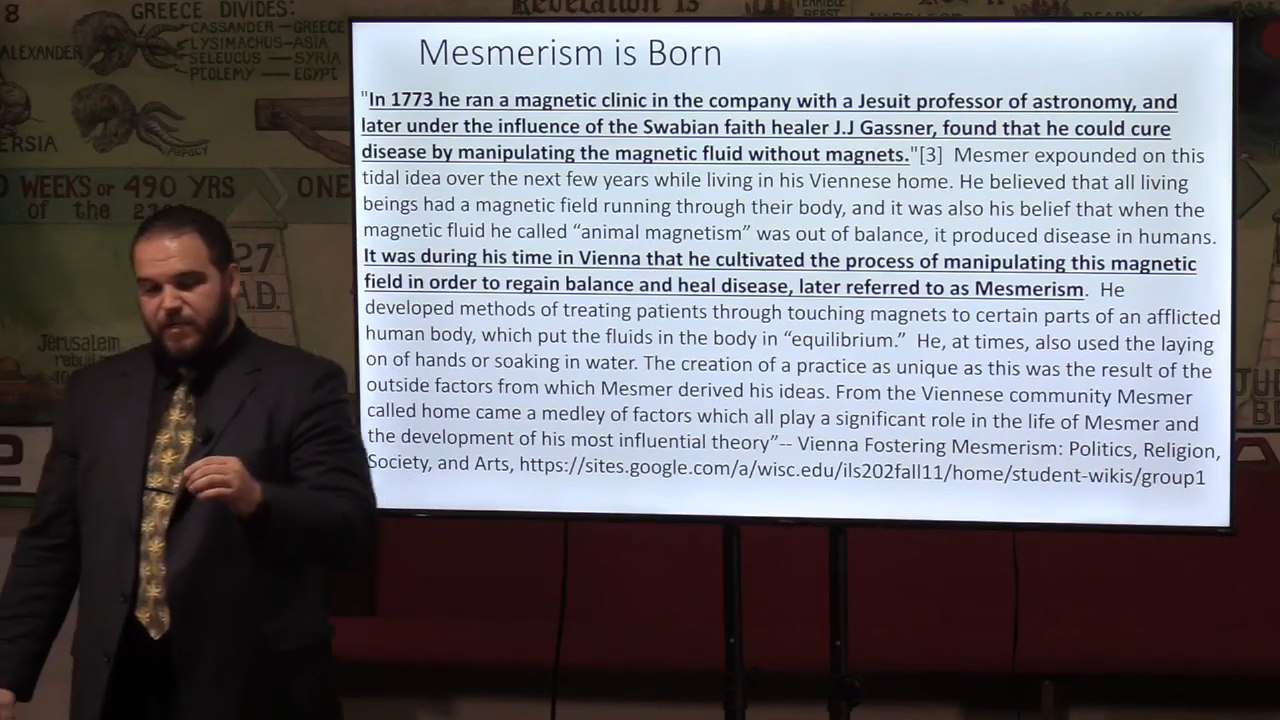 8
GREECE DIVIDES:
CASSANDER — GREECE
LYSIMACHUS - ASIA
SELEUCUS — SYRIA
PTOLEMY — EGYPT
ALEXANDER
ERSIA
PAPACY
WEEKS or 490 YRS
of the
ONE
27
A.D.
Jerusalem
Revelation is
Mesmerism is Born
"In 1773 he ran a magnetic clinic in the company with a Jesuit professor of astronomy, and
later under the influence of the Swabian faith healer J.J Gassner, found that he could cure
disease by manipulating the magnetic fluid without magnets."[3] Mesmer expounded on this
tidal idea over the next few years while living in his Viennese home. He believed that all living
beings had a magnetic field running through their body, and it was also his belief that when the
magnetic fluid he called “animal magnetism” was out of balance, it produced disease in humans.
It was during his time in Vienna that he cultivated the process of manipulating this magnetic
field in order to regain balance and heal disease, later referred to as Mesmerism. He
developed methods of treating patients through touching magnets to certain parts of an afflicted
human body, which put the fluids in the body in “equilibrium.” He, at times, also used the laying
on of hands or soaking in water. The creation of a practice as unique as this was the result of the
outside factors from which Mesmer derived his ideas. From the Viennese community Mesmer
called home came a medley of factors which all play a significant role in the life of Mesmer and
the development of his most influential theory”-- Vienna Fostering Mesmerism: Politics, Religion,
Society, and Arts, https://sites.google.com/a/wisc.edu/ils202fall11/home/student-wikis/group1